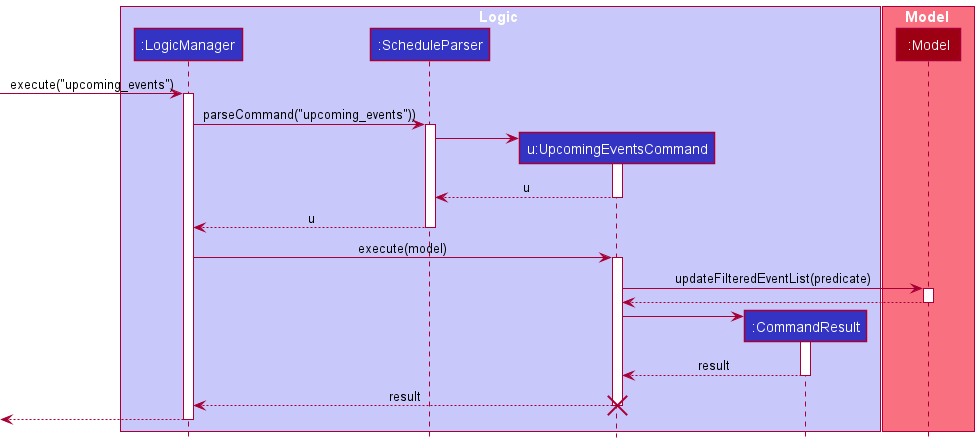 Logic
Model
:LogicManager
:ScheduleParser
:Model
execute("upcoming_events")
parseCommand("upcoming_events"))
u:UpcomingEventsCommand
u
u
execute(model)
updateFilteredEventList(predicate)
:CommandResult
result
result